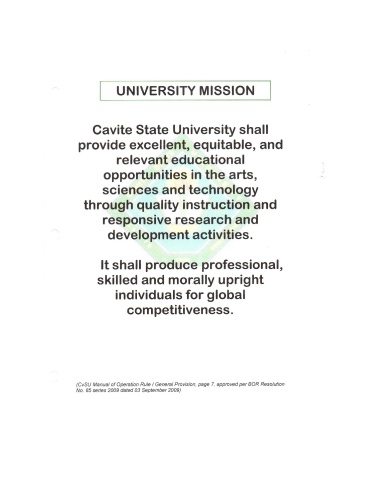 UNIVERSITY MISSION
Cavite State University shall
provide excellent, equitable, and
relevant educational
opportunities in the arts,
sciences and technology
through quality instruction and
responsive research and
development activities.
It shall produce professional,
skilled and morally upright
individuals for global
competitiveness.
(CvSU Manual of Operation Rule / General Provision, page 7, approved per BOR Resolution
No. 85 series 2009 dated 03 September 2009)